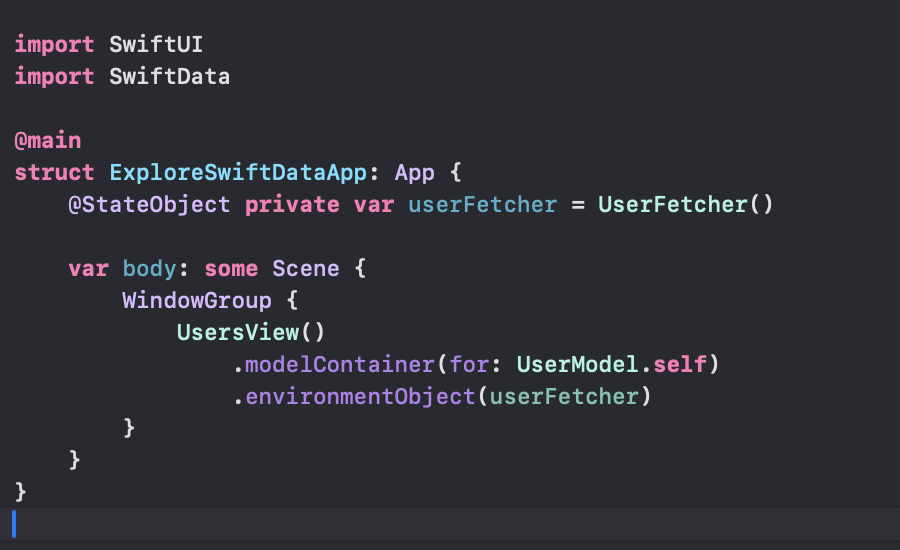 import SwiftUI
import SwiftData
@main
struct ExploreSwiftDataApp: App {
    @StateObject private var userFetcher = UserFetcher()
    var body: some Scene {
        WindowGroup {
            UsersView()
                .modelContainer(for: UserModel.self)
                .environmentObject(userFetcher)
        }
    }
}